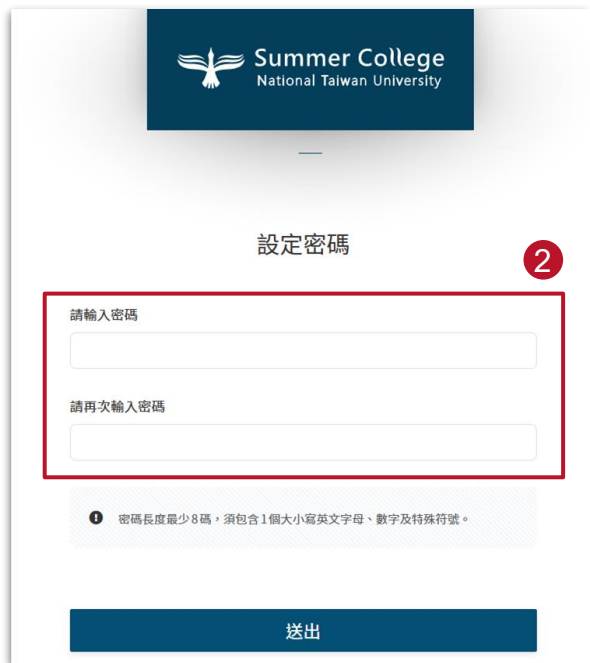 Summer College
National Taiwan University
設定密碼
2
請輸入密碼
請再次輸入密碼
密碼長度最少8碼，須包含1個大小寫英文字母、數字及特殊符號。
送出